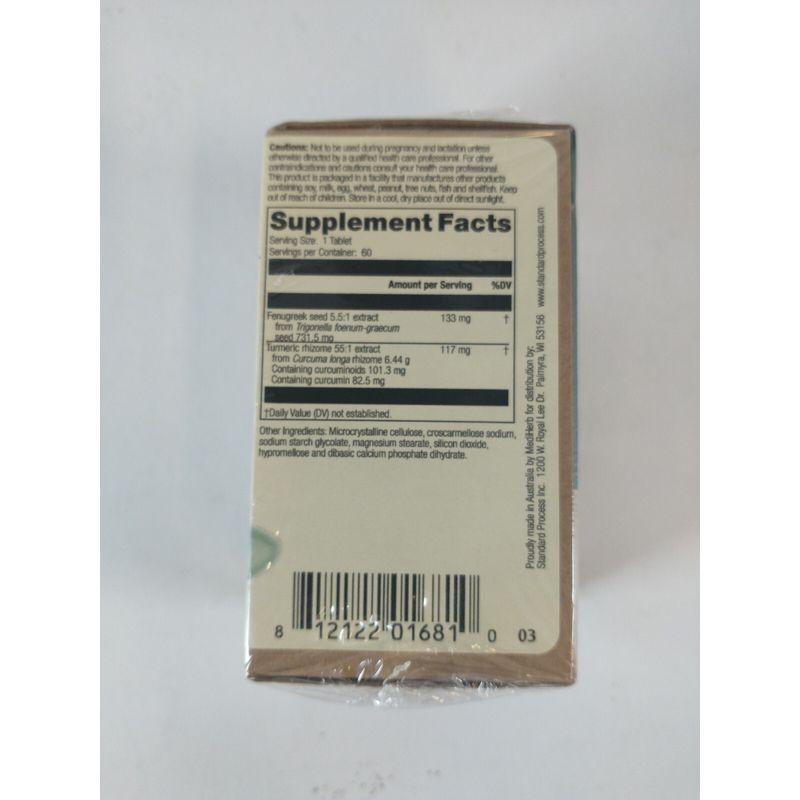 Cautions: Not to be used during pregnancy and lactation unless
otherwise directed by a qualified health care professional. For other
contraindications and cautions consult your health care professional.
This product is packaged in a facility that manufactures other products
containing soy, milk, egg, wheat, peanut, tree nuts, fish and shellfish. Keep
out of reach of children. Store in a cool, dry place out of direct sunlight.
Supplement Facts
Serving Size: 1 Tablet
Servings per Container: 60
Amount per Serving %DV
Fenugreek seed 5.5:1 extract 133 mg †
from Trigonella foenum-graecum
seed 731.5 mg
Turmeric rhizome 55:1 extract 117 mg †
from Curcuma longa rhizome 6.44 g
Containing curcuminoids 101.3 mg
Containing curcumin 82.5 mg
†Daily Value (DV) not established.
Other Ingredients: Microcrystalline cellulose, croscarmellose sodium,
sodium starch glycolate, magnesium stearate, silicon dioxide,
hypromellose and dibasic calcium phosphate dihydrate.
Proudly made in Australia by MediHerb for distribution by:
Standard Process Inc. 1200 W. Royal Lee Dr. Palmyra, WI 53156 www.standardprocess.com
8 12122 01681 0 03